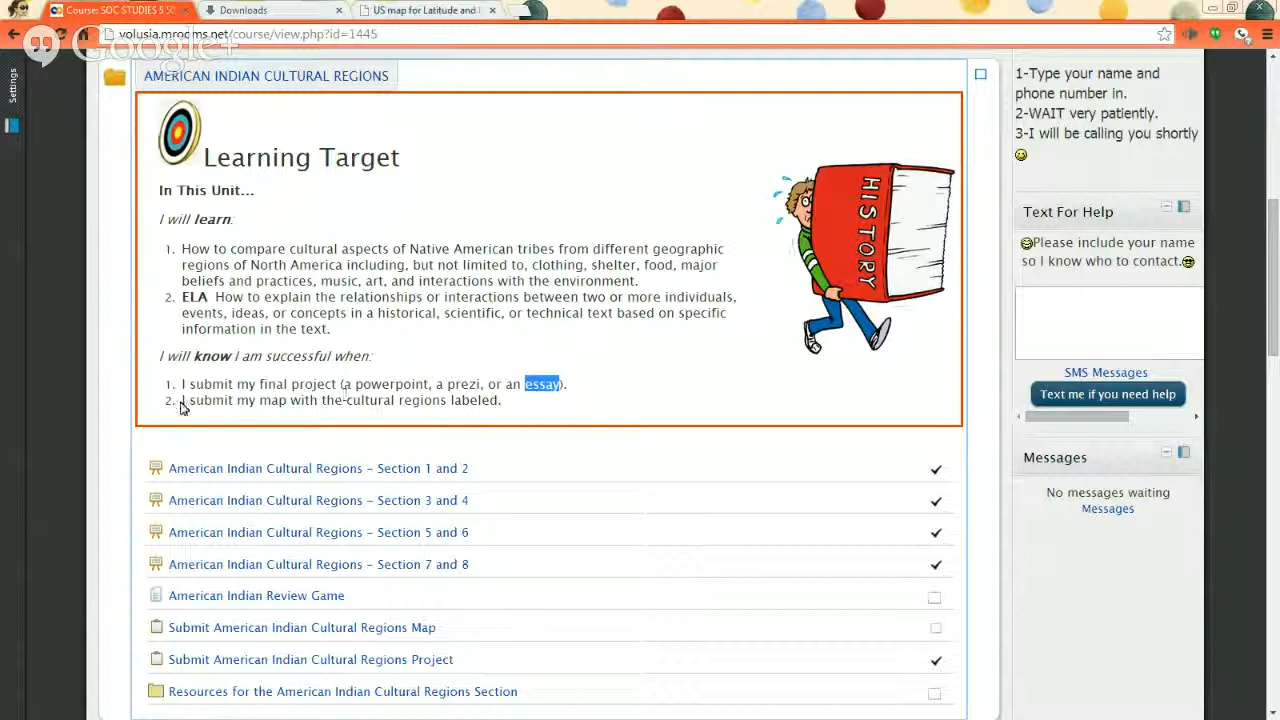 Course: SOC STUDIES 5
Downloads
US map for Latitude and
volusia.mrooms.net/course/view.php?id=1445
Google+
Settings
AMERICAN INDIAN CULTURAL REGIONS
Learning Target
In This Unit...
I will learn:
1. How to compare cultural aspects of Native American tribes from different geographic
regions of North America including, but not limited to, clothing, shelter, food, major
beliefs and practices, music, art, and interactions with the environment.
2. ELA How to explain the relationships or interactions between two or more individuals,
events, ideas, or concepts in a historical, scientific, or technical text based on specific
information in the text.
I will know I am successful when:
1. I submit my final project (a powerpoint, a prezi, or an essay).
2. I submit my map with the cultural regions labeled.
HISTORY
American Indian Cultural Regions - Section 1 and 2
American Indian Cultural Regions - Section 3 and 4
American Indian Cultural Regions - Section 5 and 6
American Indian Cultural Regions - Section 7 and 8
American Indian Review Game
Submit American Indian Cultural Regions Map
Submit American Indian Cultural Regions Project
Resources for the American Indian Cultural Regions Section
1-Type your name and
phone number in.
2-WAIT very patiently.
3-I will be calling you shortly
Text For Help
Please include your name
so I know who to contact.
SMS Messages
Text me if you need help
Messages
No messages waiting
Messages